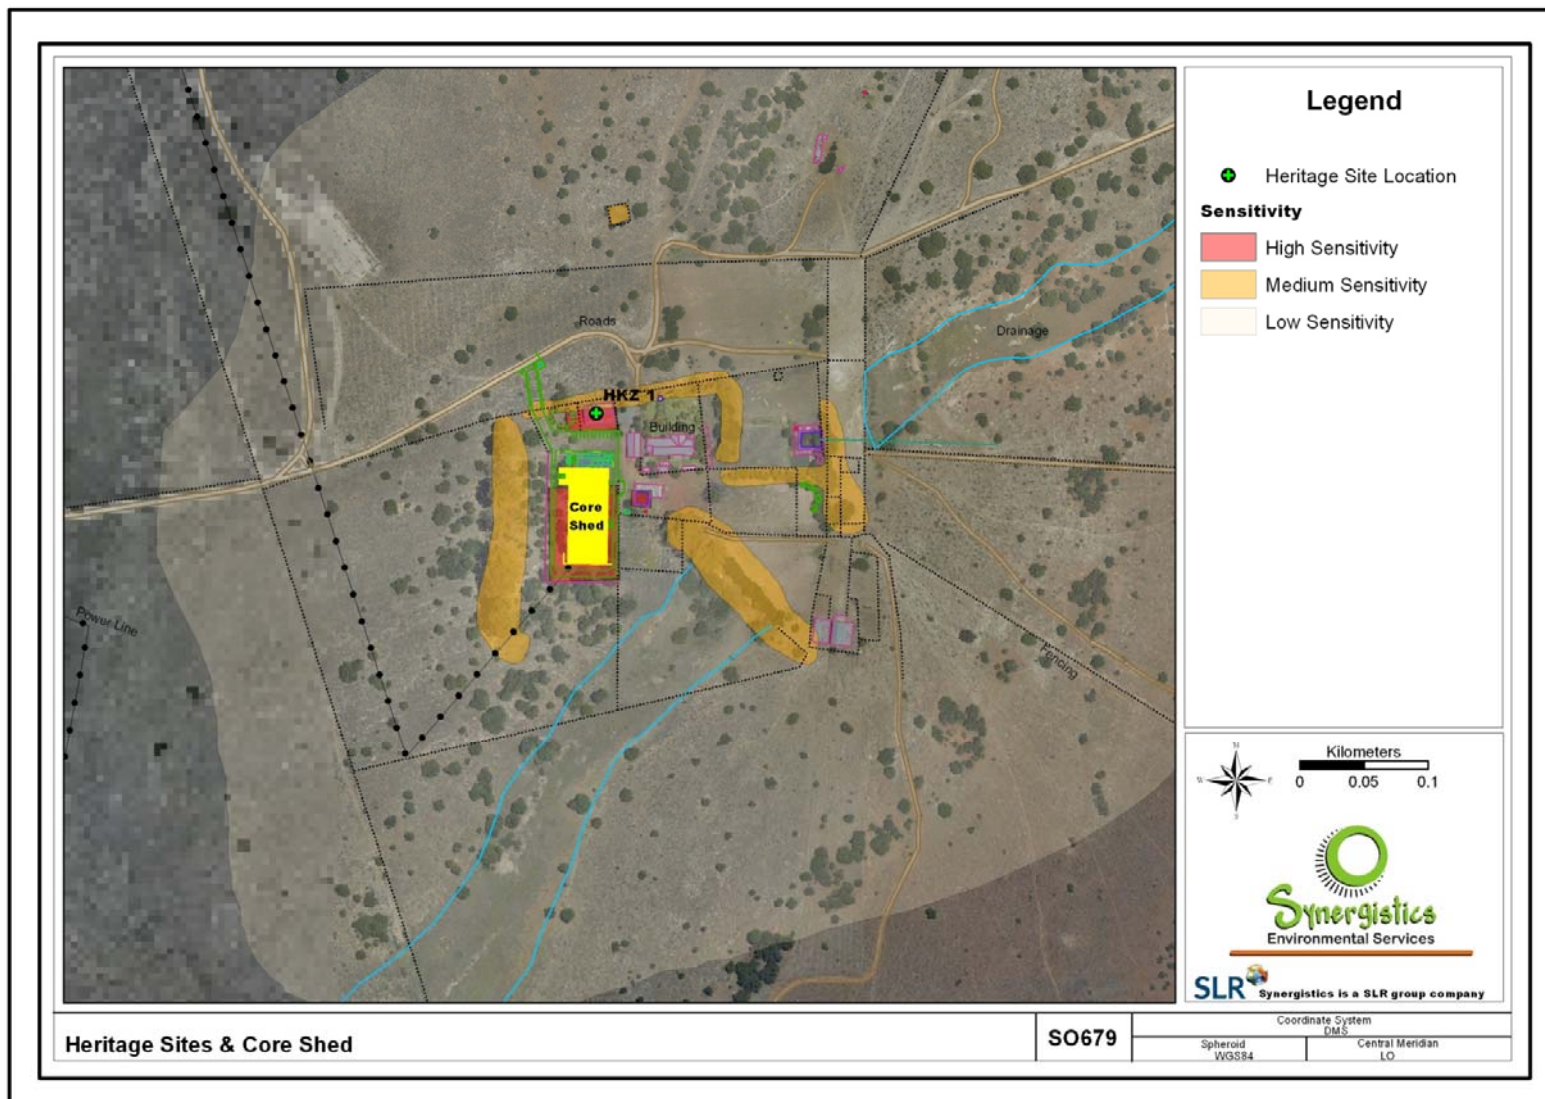 Roads
Drainage
HKZ 1
Building
Core
Shed
Power Line
Fencing
Legend
Heritage Site Location
Sensitivity
High Sensitivity
Medium Sensitivity
Low Sensitivity
N
W
S
Kilometers
0 0.05 0.1
Synergistics
Environmental Services
SLR Synergistics is a SLR group company
Heritage Sites & Core Shed
SO679
Coordinate System
DMS
Spheroid
WGS84
Central Meridian
LO